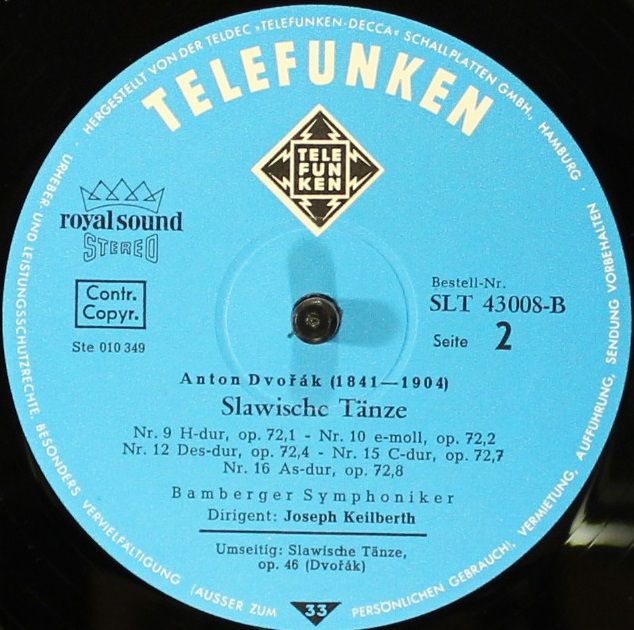 HERGESTELLT VON DER TELDEC »TELEFUNKEN-DECCA« SCHALLPLATTEN GMBH., HAMBURG ·
TELEFUNKEN
TELE
FUN
KEN
royal sound
STEREO
Contr.
Copyr.
Ste 010 349
Bestell-Nr.
SLT 43008-B
Seite 2
Anton Dvořák (1841—1904)
Slawische Tänze
Nr. 9 H-dur, op. 72,1 - Nr. 10 e-moll, op. 72,2
Nr. 12 Des-dur, op. 72,4 - Nr. 15 C-dur, op. 72,7
Nr. 16 As-dur, op. 72,8
Bamberger Symphoniker
Dirigent: Joseph Keilberth
Umseitig: Slawische Tänze,
op. 46 (Dvořák)
33
URHEBER- UND LEISTUNGSSCHUTZRECHTE, BESONDERS VERVIELFÄLTIGUNG (AUSSER ZUM PERSÖNLICHEN GEBRAUCH), VERMIETUNG, AUFFÜHRUNG, SENDUNG VORBEHALTEN ·